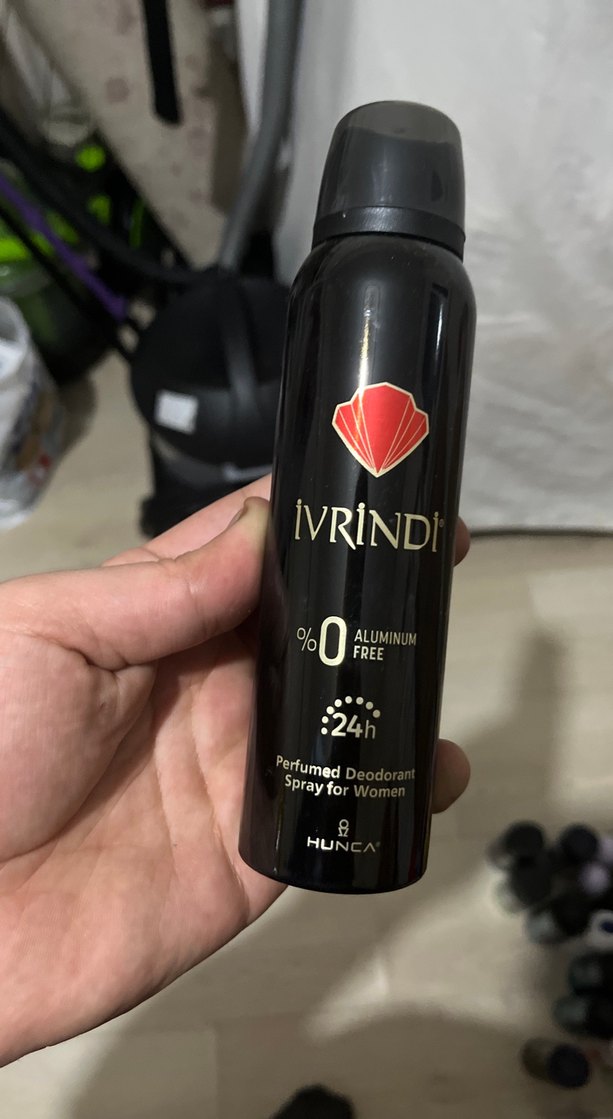 İVRİNDİ®
%0 ALUMINUM
FREE
24h
Perfumed Deodorant
Spray for Women
HUNCA®